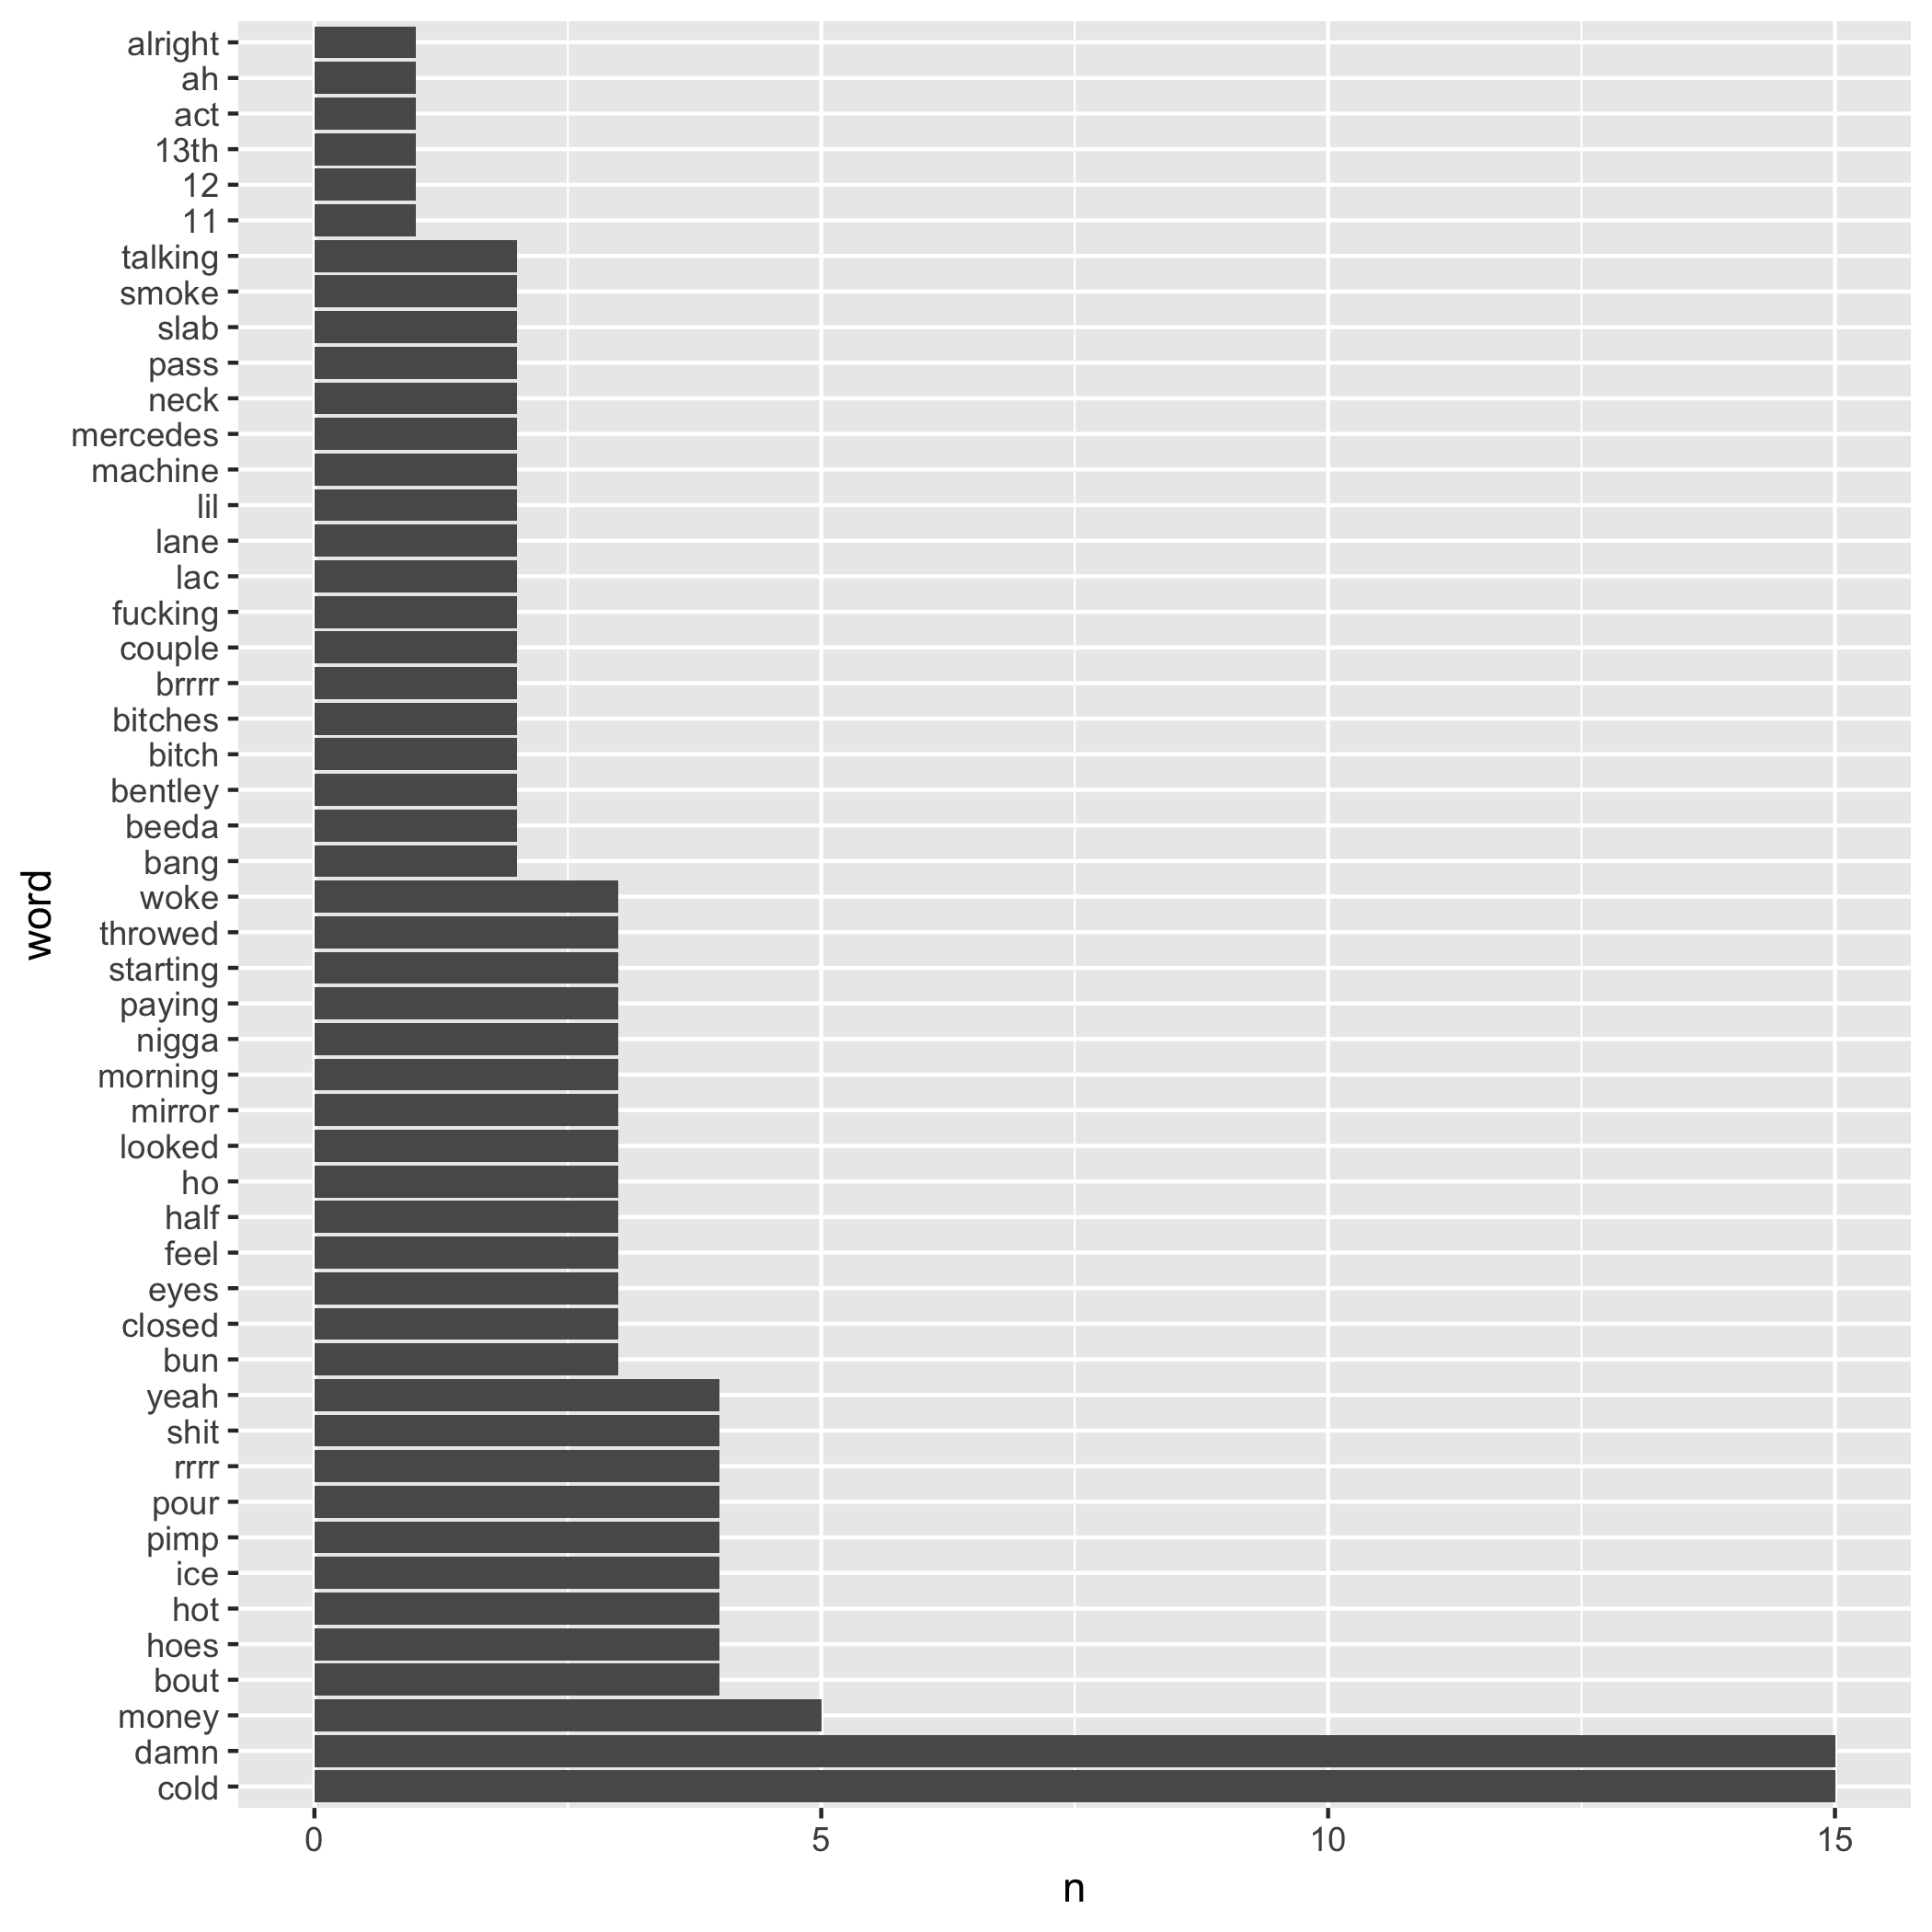 alright
ah
act
13th
12
11
talking
smoke
slab
pass
neck
mercedes
machine
lil
lane
lac
fucking
couple
brrrr
bitches
bitch
bentley
beeda
bang
woke
throwed
starting
paying
nigga
morning
mirror
looked
ho
half
feel
eyes
closed
bun
yeah
shit
rrrr
pour
pimp
ice
hot
hoes
bout
money
damn
cold
word
0 5 10 15
n